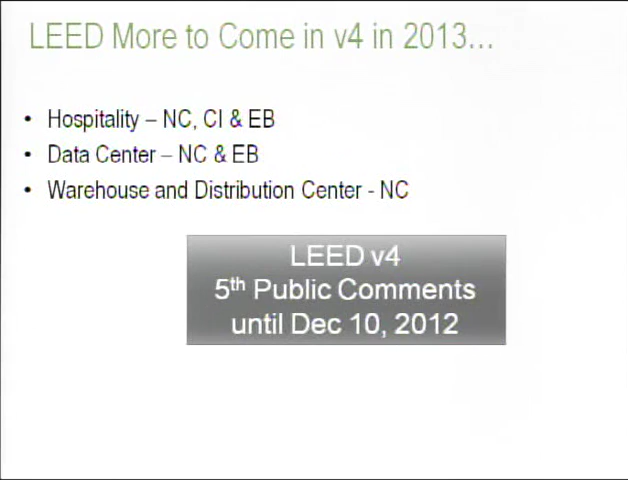 LEED More to Come in v4 in 2013...
• Hospitality – NC, CI & EB
• Data Center – NC & EB
• Warehouse and Distribution Center - NC
LEED v4
5th Public Comments
until Dec 10, 2012